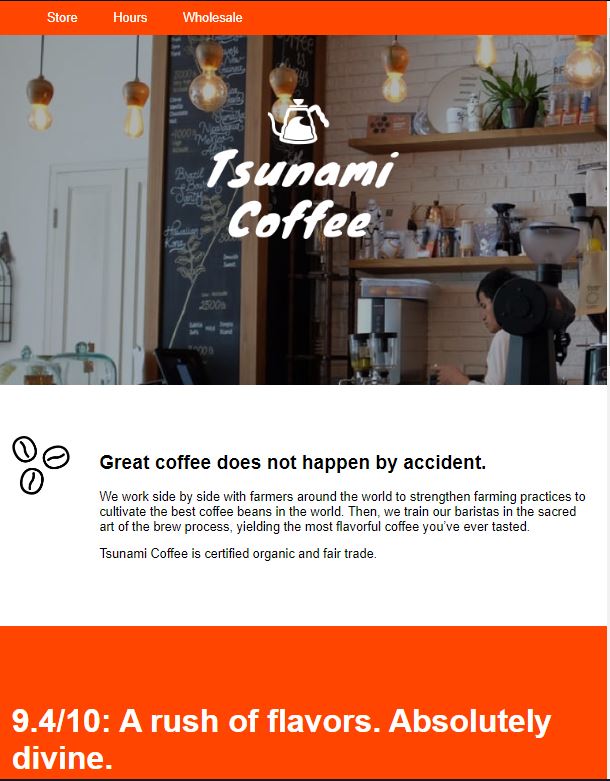 Store Hours Wholesale
Tsunami
Coffee
Great coffee does not happen by accident.
We work side by side with farmers around the world to strengthen farming practices to
cultivate the best coffee beans in the world. Then, we train our baristas in the sacred
art of the brew process, yielding the most flavorful coffee you've ever tasted.
Tsunami Coffee is certified organic and fair trade.
9.4/10: A rush of flavors. Absolutely
divine.